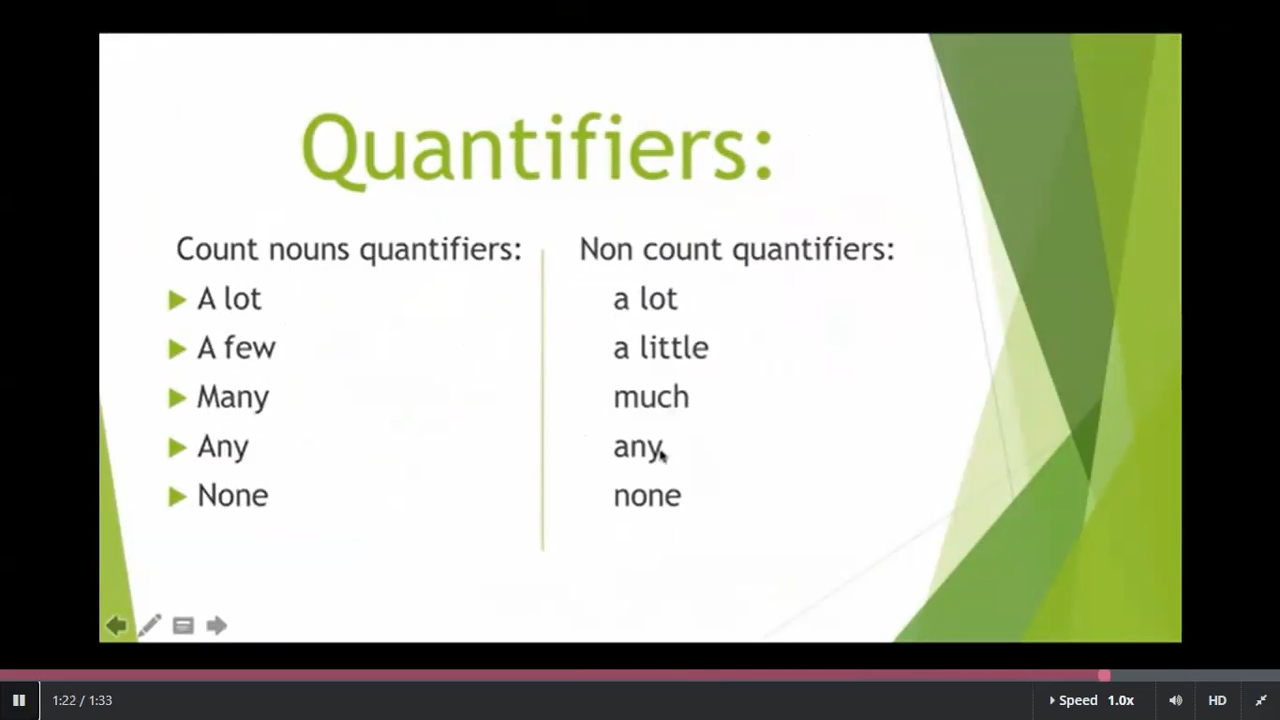 Quantifiers:
Count nouns quantifiers:
A lot
A few
Many
Any
None
Non count quantifiers:
a lot
a little
much
any
none
1:22 / 1:33
Speed 1.0x
HD